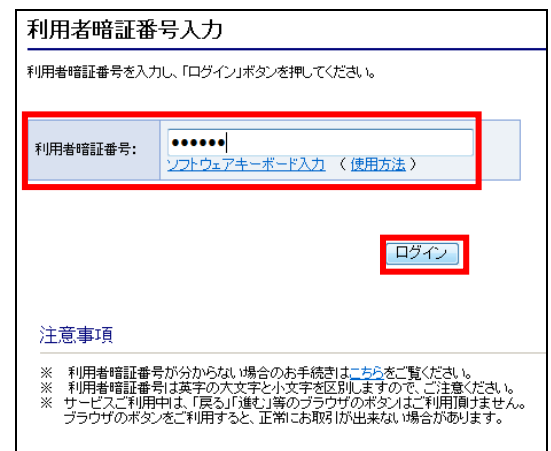 利用者暗証番号入力
利用者暗証番号を入力し、「ログイン」ボタンを押してください。
利用者暗証番号: ●●●●●●
ソフトウェアキーボード入力 （使用方法）
ログイン
注意事項
※ 利用者暗証番号が分からない場合のお手続きはこちらをご覧ください。
※ 利用者暗証番号は英字の大文字と小文字を区別しますので、ご注意ください。
※ サービスご利用中は、「戻る」「進む」等のブラウザのボタンはご利用頂けません。
ブラウザのボタンをご利用すると、正常にお取引が出来ない場合があります。